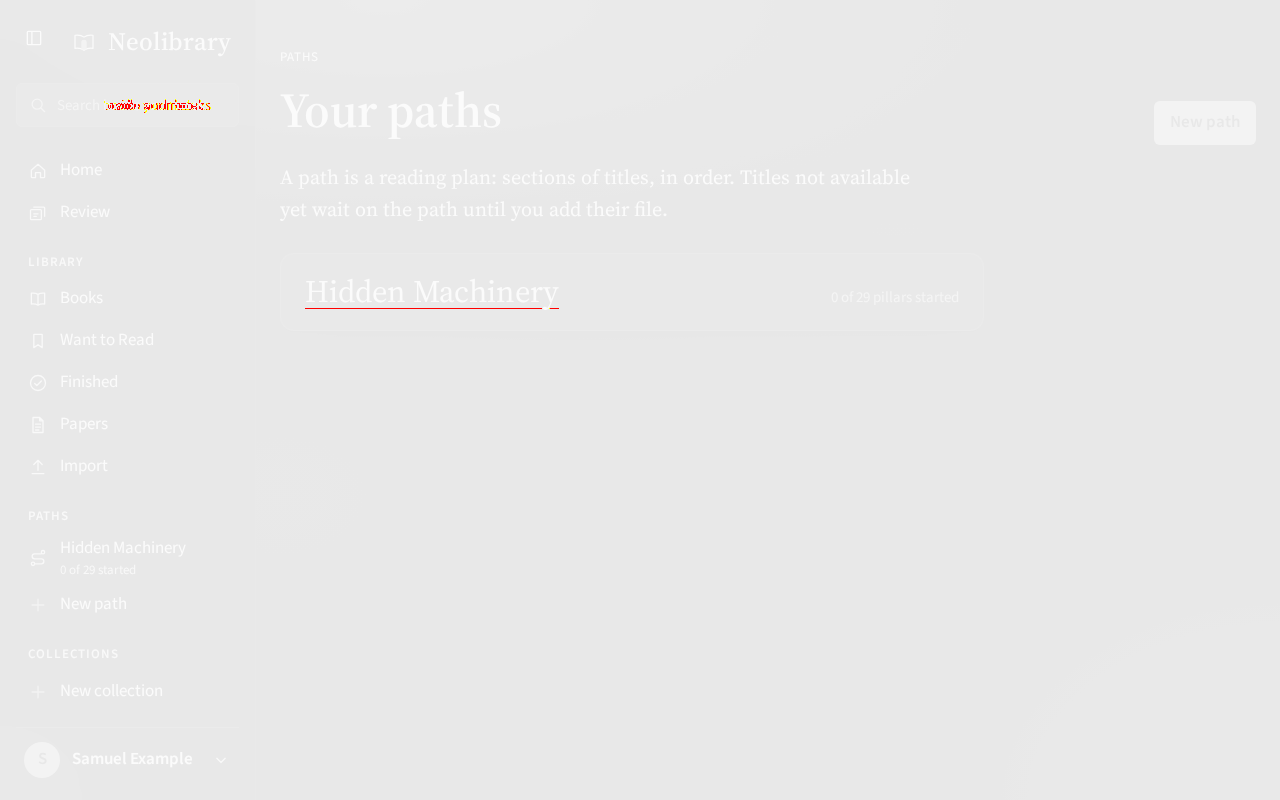 Neolibrary
Search
Home
Review
LIBRARY
Books
Want to Read
Finished
Papers
Import
PATHS
Hidden Machinery
0 of 29 started
New path
COLLECTIONS
New collection
S
Samuel Example
PATHS
Your paths
New path
A path is a reading plan: sections of titles, in order. Titles not available
yet wait on the path until you add their file.
Hidden Machinery
0 of 29 pillars started